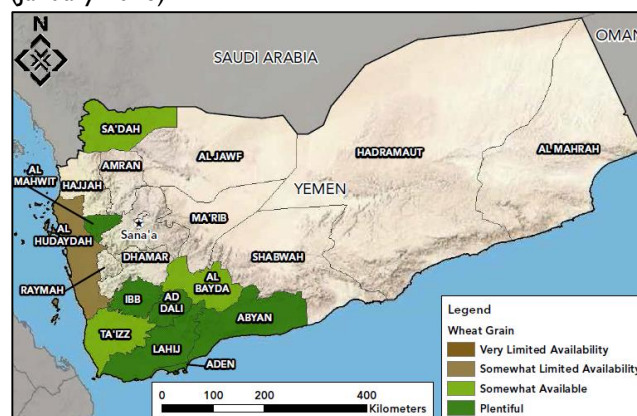 OMAN
SAUDI ARABIA
SA'DAH
AMRAN
AL JAWF
HADRAMAUT
AL MAHRAH
AL
MAHWIT
HAJJAH
YEMEN
AL
HUDAYDAH
Sana'a
MA'RIB
DHAMAR
SHABWAH
RAYMAH
AL
BAYDA
IBB
AD
DALI
ABYAN
TA'IZZ
LAHIJ
ADEN
Legend
Wheat Grain
Very Limited Availability
Somewhat Limited Availability
Somewhat Available
Plentiful
0 100 200 400
Kilometers